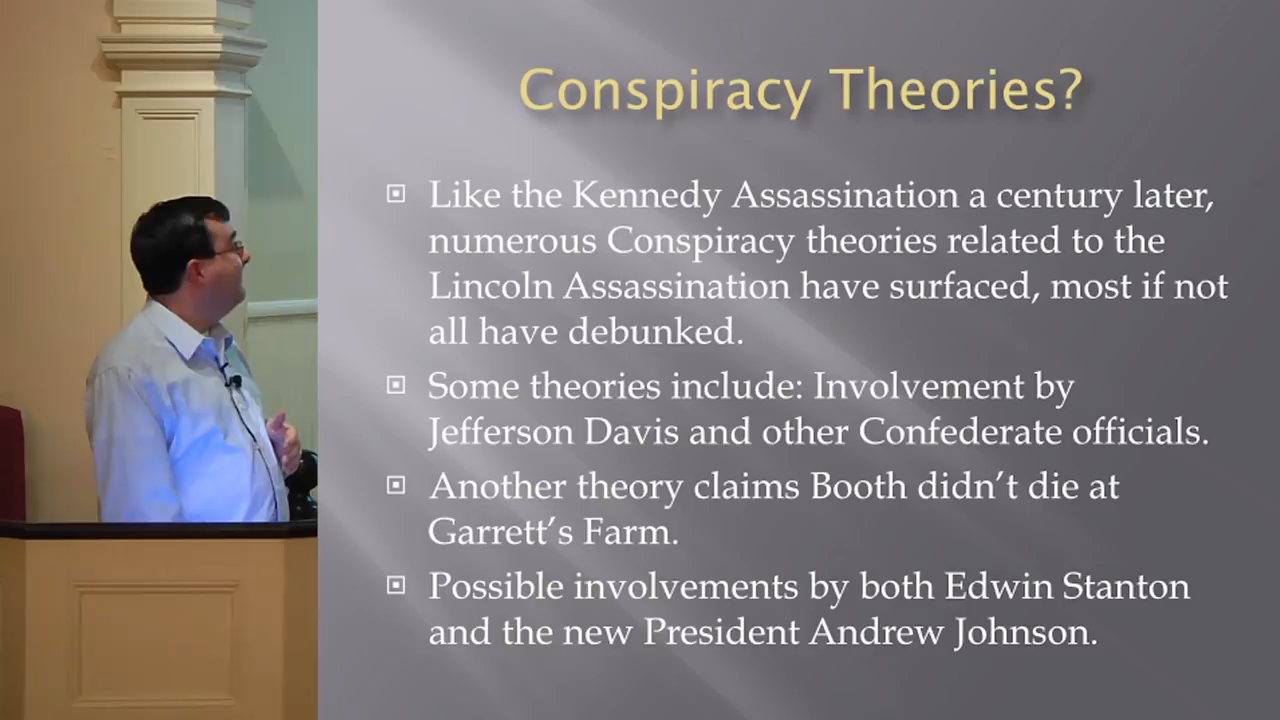 Conspiracy Theories?
Like the Kennedy Assassination a century later,
numerous Conspiracy theories related to the
Lincoln Assassination have surfaced, most if not
all have debunked.
Some theories include: Involvement by
Jefferson Davis and other Confederate officials.
Another theory claims Booth didn’t die at
Garrett’s Farm.
Possible involvements by both Edwin Stanton
and the new President Andrew Johnson.